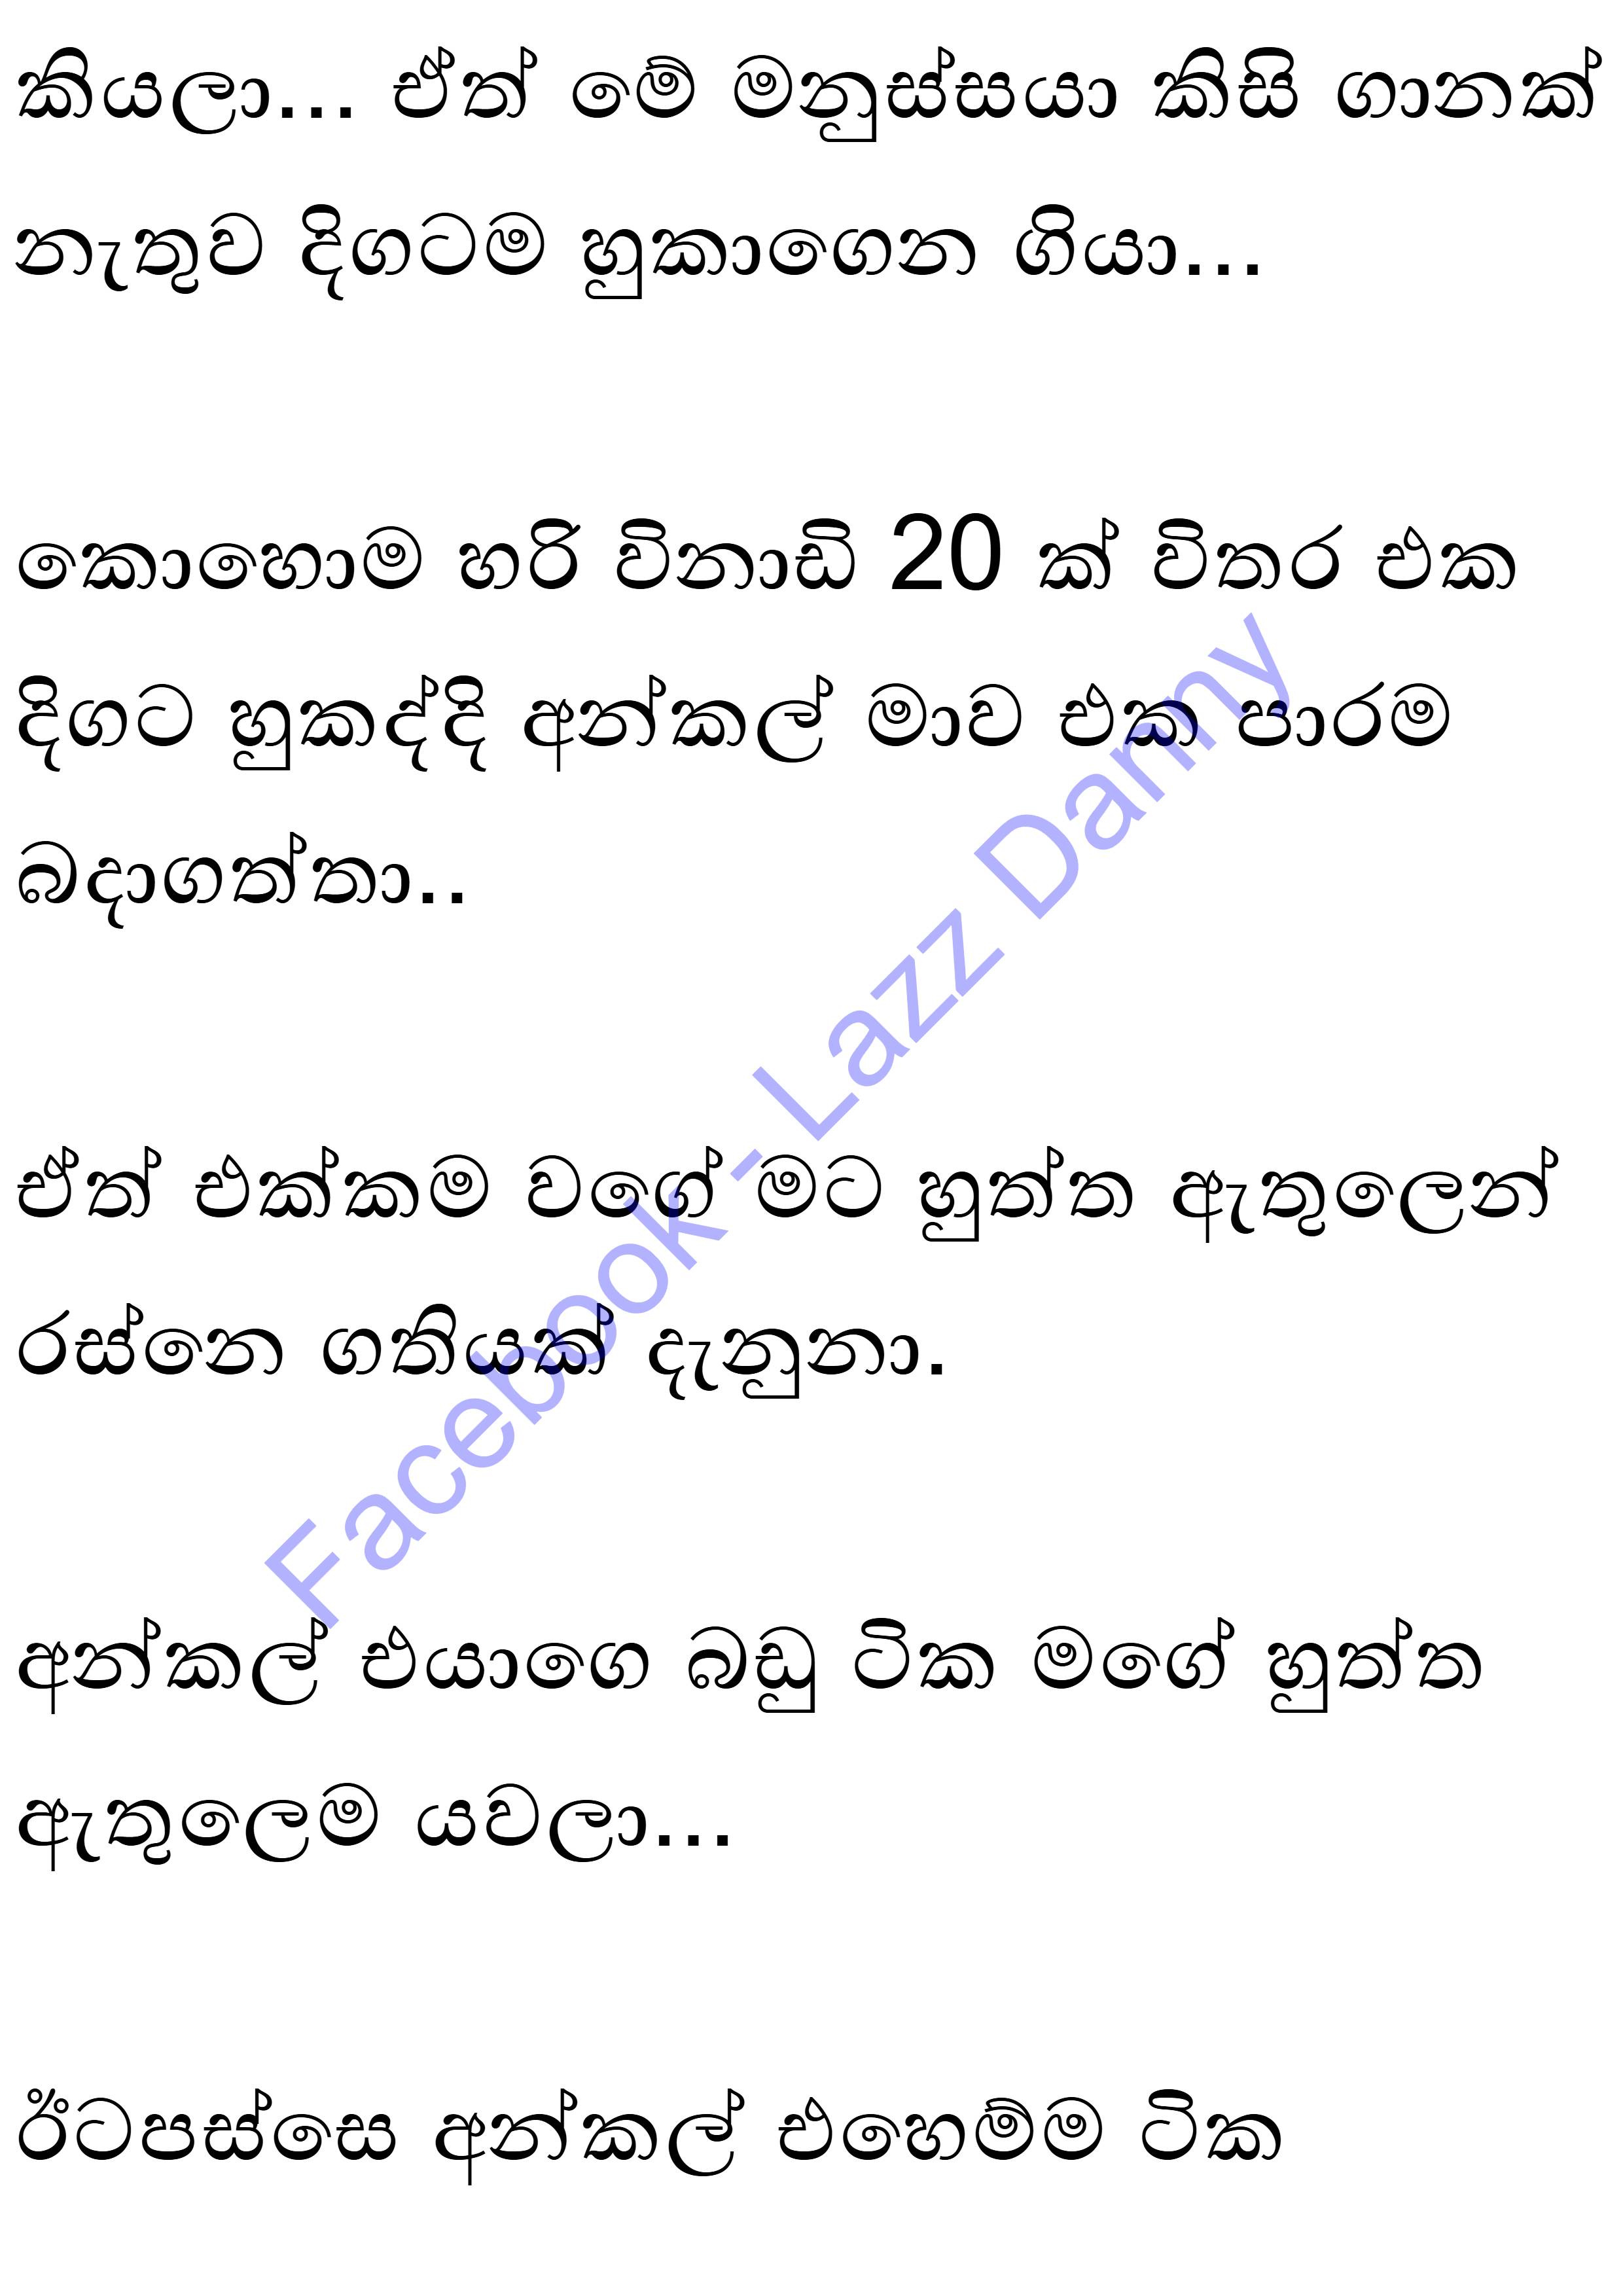 කියලා... ඒත් මේ මනුස්සයා කිසි ගානක්
නැතුව දිගටම හුකාගෙන ගියා...
කොහොම හරි විනාඩි 20 ක් විතර එක
දිගට හුකද්දි අන්කල් මාව එක පාරම
බදාගත්තා..
ඒත් එක්කම වගේ මට හුත්ත ඇතුලෙන්
රස්නෙ ගතියක් දැනුනා.
අන්කල් එයාගෙ බඩු ටික මගේ හුත්ත
ඇතුලෙම යවලා...
ඊටපස්සෙ අන්කල් එහෙම්ම ටික
Facebook - Lazz Danny